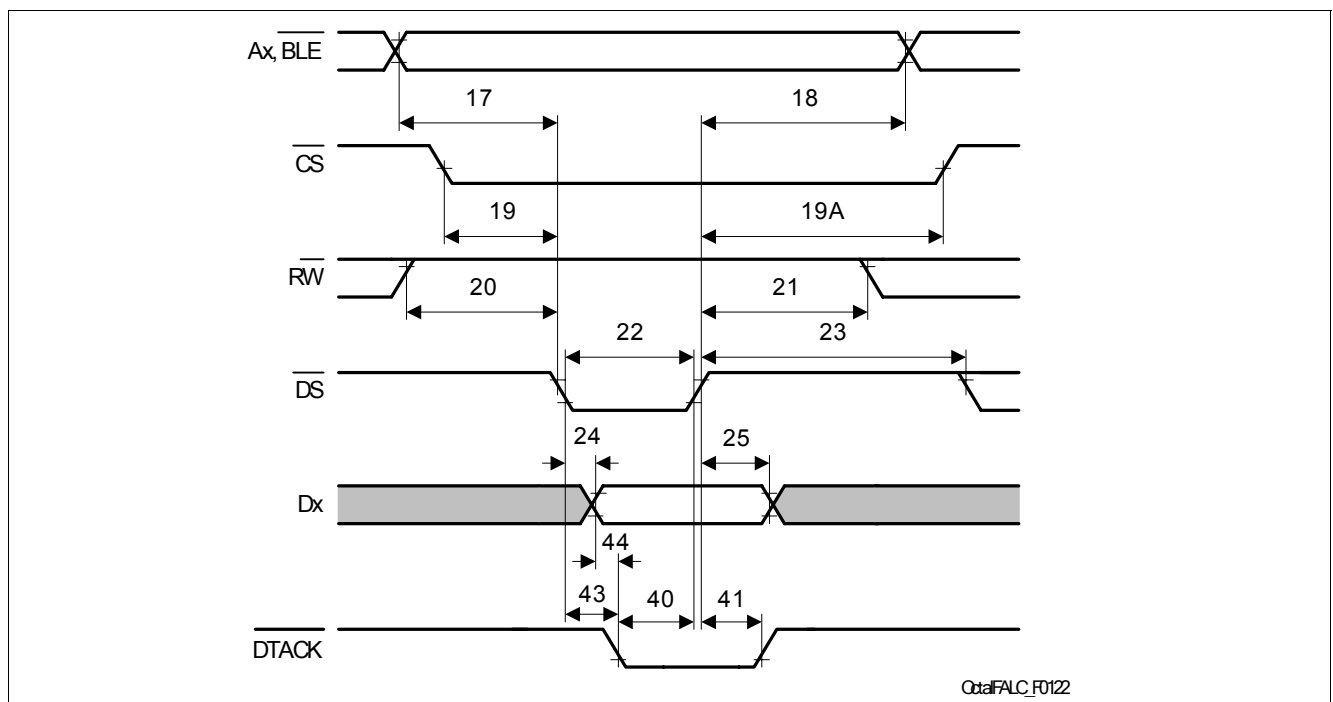 Ax, BLE
17
18
CS
19
19A
RW
20
21
22
23
DS
24
25
Dx
44
43
40
41
DTACK
OctalFALC_F0122